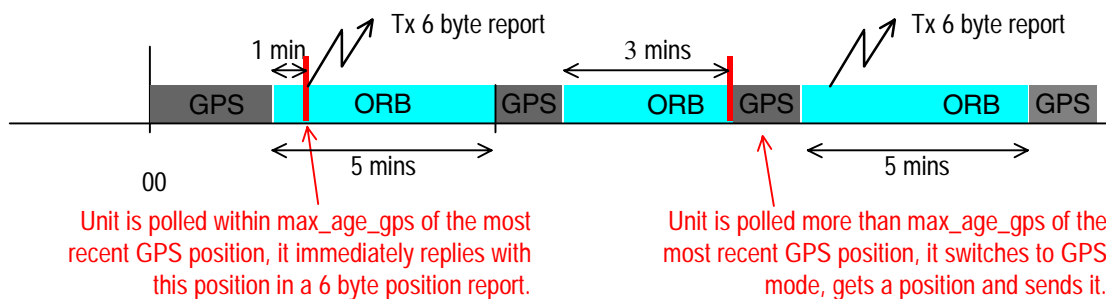 Tx 6 byte report
Tx 6 byte report
1 min
3 mins
GPS
ORB
GPS
ORB
GPS
ORB
GPS
5 mins
5 mins
00
Unit is polled within max_age_gps of the most
recent GPS position, it immediately replies with
this position in a 6 byte position report.
Unit is polled more than max_age_gps of the
most recent GPS position, it switches to GPS
mode, gets a position and sends it.